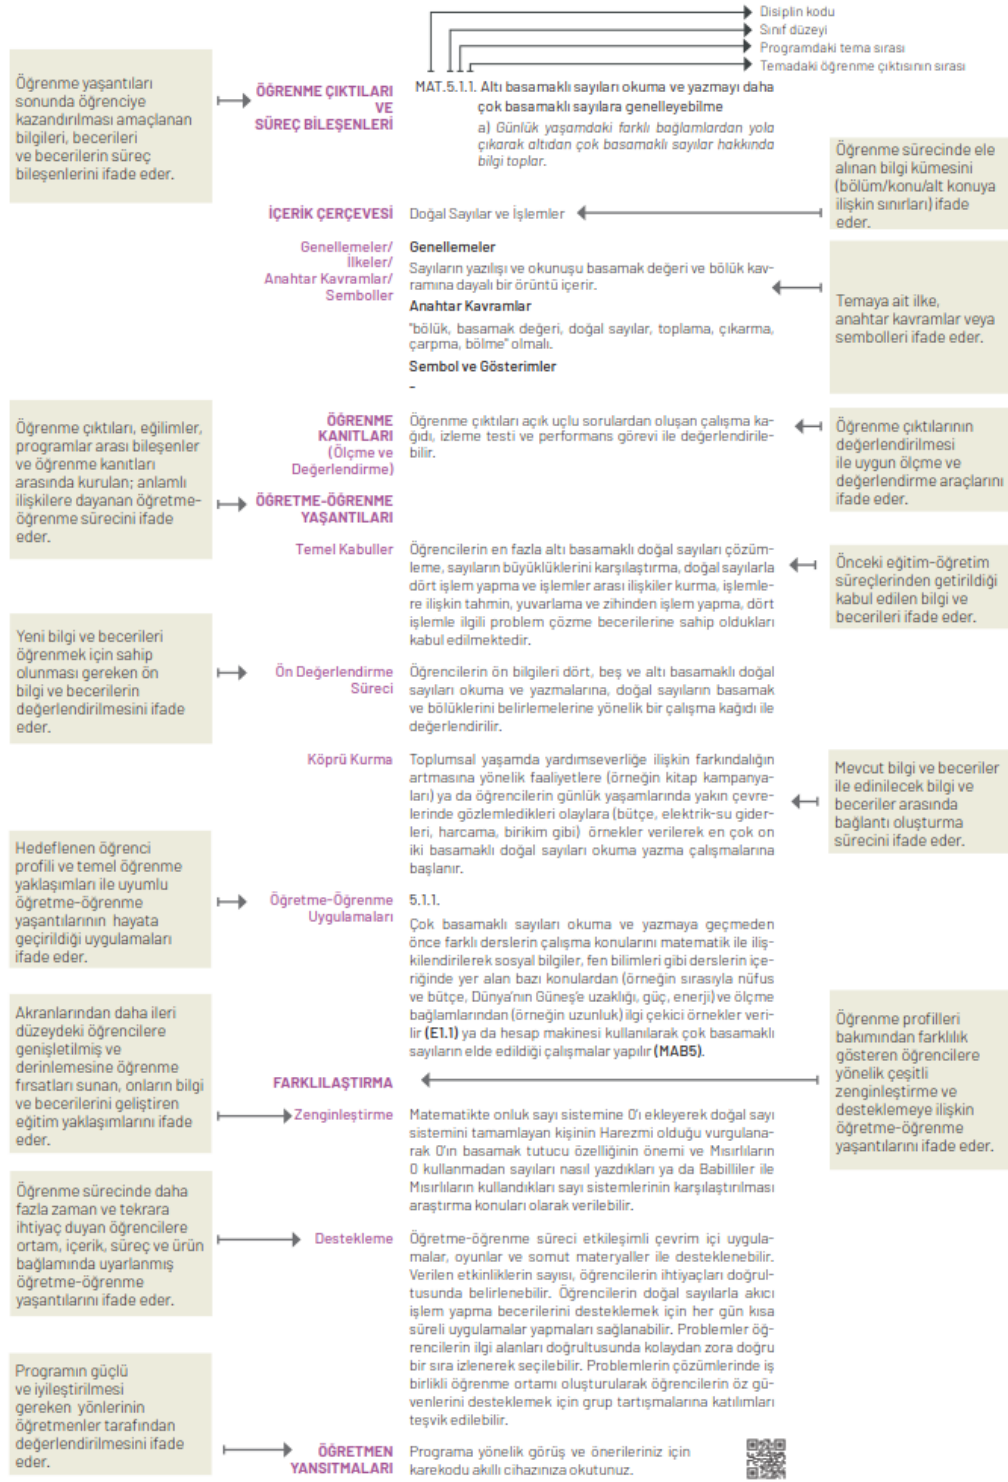 Disiplin kodu
Sınıf düzeyi
Programdaki tema sırası
Temadaki öğrenme çıktısının sırası
Öğrenme yaşantıları
sonunda öğrenciye
kazandırılması amaçlanan
bilgileri, becerileri
ve becerilerin süreç
bileşenlerini ifade eder.
ÖĞRENME ÇIKTILARI
VE
SÜREÇ BİLEŞENLERİ
MAT.5.1.1. Altı basamaklı sayıları okuma ve yazmayı daha
çok basamaklı sayılara genelleyebilme
a) Günlük yaşamdaki farklı bağlamlardan yola
çıkarak altıdan çok basamaklı sayılar hakkında
bilgi toplar.
Öğrenme sürecinde ele
alınan bilgi kümesini
(bölüm/konu/alt konuya
ilişkin sınırları) ifade
eder.
İÇERİK ÇERÇEVESİ
Doğal Sayılar ve İşlemler
Genellemeler/
İlkeler/
Anahtar Kavramlar/
Semboller
Genellemeler
Sayıların yazılışı ve okunuşu basamak değeri ve bölük kav-
ramına dayalı bir örüntü içerir.
Anahtar Kavramlar
"bölük, basamak değeri, doğal sayılar, toplama, çıkarma,
çarpma, bölme" olmalı.
Sembol ve Gösterimler
-
Temaya ait ilke,
anahtar kavramlar veya
sembolleri ifade eder.
Öğrenme çıktıları, eğilimler,
programlar arası bileşenler
ve öğrenme kanıtları
arasında kurulan; anlamlı
ilişkilere dayanan öğretme-
öğrenme sürecini ifade
eder.
ÖĞRENME
KANITLARI
(Ölçme ve
Değerlendirme)
Öğrenme çıktıları açık uçlu sorulardan oluşan çalışma ka-
ğıdı, izleme testi ve performans görevi ile değerlendirile-
bilir.
Öğrenme çıktılarının
değerlendirilmesi
ile uygun ölçme ve
değerlendirme araçlarını
ifade eder.
ÖĞRETME-ÖĞRENME
YAŞANTILARI
Temel Kabuller
Öğrencilerin en fazla altı basamaklı doğal sayıları çözüm-
leme, sayıların büyüklüklerini karşılaştırma, doğal sayılarla
dört işlem yapma ve işlemler arası ilişkiler kurma, işlemle-
re ilişkin tahmin, yuvarlama ve zihinden işlem yapma, dört
işlemle ilgili problem çözme becerilerine sahip oldukları
kabul edilmektedir.
Önceki eğitim-öğretim
süreçlerinden getirildiği
kabul edilen bilgi ve
becerileri ifade eder.
Yeni bilgi ve becerileri
öğrenmek için sahip
olunması gereken ön
bilgi ve becerilerin
değerlendirilmesini ifade
eder.
Ön Değerlendirme
Süreci
Öğrencilerin ön bilgileri dört, beş ve altı basamaklı doğal
sayıları okuma ve yazmalarına, doğal sayıların basamak
ve bölüklerini belirlemelerine yönelik bir çalışma kağıdı ile
değerlendirilir.
Köprü Kurma
Toplumsal yaşamda yardımseverliğe ilişkin farkındalığın
artmasına yönelik faaliyetlere (örneğin kitap kampanya-
ları) ya da öğrencilerin günlük yaşamlarında yakın çevre-
lerinde gözlemledikleri olaylara (bütçe, elektrik-su gider-
leri, harcama, birikim gibi) örnekler verilerek en çok on
iki basamaklı doğal sayıları okuma yazma çalışmalarına
başlanır.
Mevcut bilgi ve beceriler
ile edinilecek bilgi ve
beceriler arasında
bağlantı oluşturma
sürecini ifade eder.
Hedeflenen öğrenci
profili ve temel öğrenme
yaklaşımları ile uyumlu
öğretme-öğrenme
yaşantılarının hayata
geçirildiği uygulamaları
ifade eder.
Öğretme-Öğrenme
Uygulamaları
5.1.1.
Çok basamaklı sayıları okuma ve yazmaya geçmeden
önce farklı derslerin çalışma konularını matematik ile iliş-
kilendirilerek sosyal bilgiler, fen bilimleri gibi derslerin içe-
riğinde yer alan bazı konulardan (örneğin sırasıyla nüfus
ve bütçe, Dünya'nın Güneş'e uzaklığı, güç, enerji) ve ölçme
bağlamlarından (örneğin uzunluk) ilgi çekici örnekler veri-
lir (E1.1) ya da hesap makinesi kullanılarak çok basamaklı
sayıların elde edildiği çalışmalar yapılır (MAB5).
Akranlarından daha ileri
düzeydeki öğrencilere
genişletilmiş ve
derinlemesine öğrenme
fırsatları sunan, onların bilgi
ve becerilerini geliştiren
eğitim yaklaşımlarını ifade
eder.
Öğrenme profilleri
bakımından farklılık
gösteren öğrencilere
yönelik çeşitli
zenginleştirme ve
desteklemeye ilişkin
öğretme-öğrenme
yaşantılarını ifade eder.
FARKLILAŞTIRMA
Zenginleştirme
Matematikte onluk sayı sistemine 0'ı ekleyerek doğal sayı
sistemini tamamlayan kişinin Harezmi olduğu vurgulana-
rak 0'ın basamak tutucu özelliğinin önemi ve Mısırlıların
0 kullanmadan sayıları nasıl yazdıkları ya da Babilliler ile
Mısırlıların kullandıkları sayı sistemlerinin karşılaştırılması
araştırma konuları olarak verilebilir.
Öğrenme sürecinde daha
fazla zaman ve tekrara
ihtiyaç duyan öğrencilere
ortam, içerik, süreç ve ürün
bağlamında uyarlanmış
öğretme-öğrenme
yaşantılarını ifade eder.
Destekleme
Öğretme-öğrenme süreci etkileşimli çevrim içi uygula-
malar, oyunlar ve somut materyaller ile desteklenebilir.
Verilen etkinliklerin sayısı, öğrencilerin ihtiyaçları doğrul-
tusunda belirlenebilir. Öğrencilerin doğal sayılarla akıcı
işlem yapma becerilerini desteklemek için her gün kısa
süreli uygulamalar yapmaları sağlanabilir. Problemler öğ-
rencilerin ilgi alanları doğrultusunda kolaydan zora doğru
bir sıra izlenerek seçilebilir. Problemlerin çözümlerinde iş
birlikli öğrenme ortamı oluşturularak öğrencilerin öz gü-
venlerini desteklemek için grup tartışmalarına katılımları
teşvik edilebilir.
Programın güçlü
ve iyileştirilmesi
gereken yönlerinin
öğretmenler tarafından
değerlendirilmesini ifade
eder.
ÖĞRETMEN
YANSITMALARI
Programa yönelik görüş ve önerileriniz için
karekodu akıllı cihazınıza okutunuz.